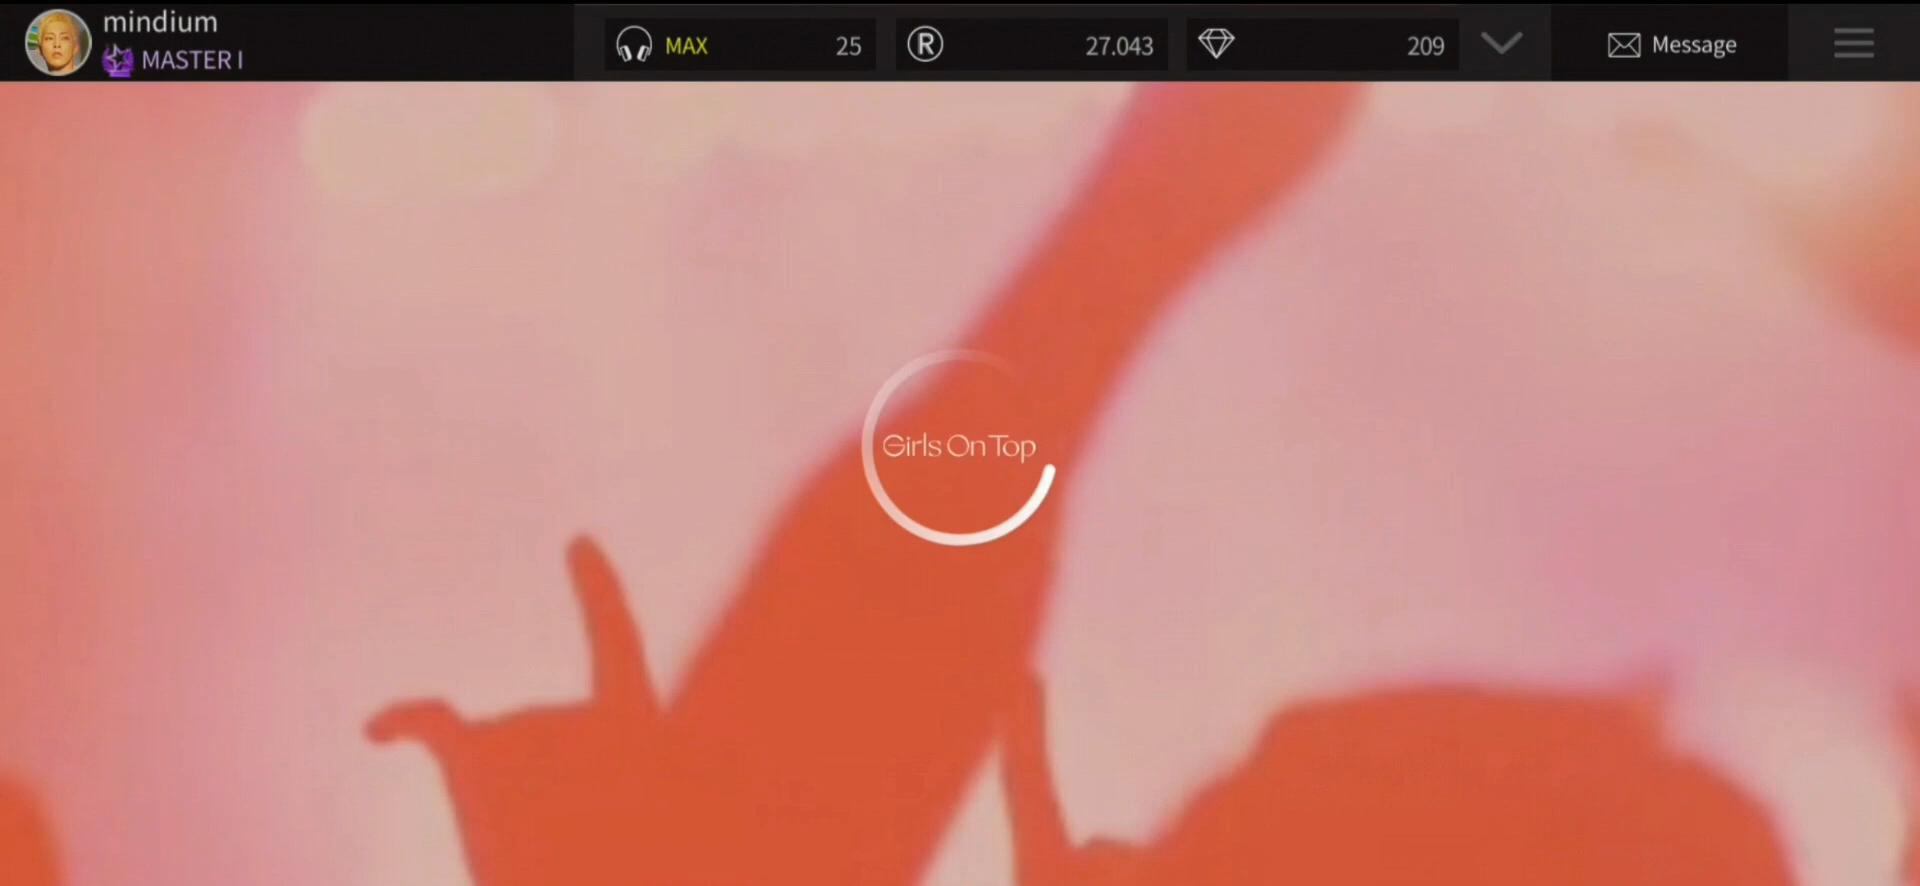 mindium
MASTER I
MAX 25
R 27.043
209
Message
Girls On Top